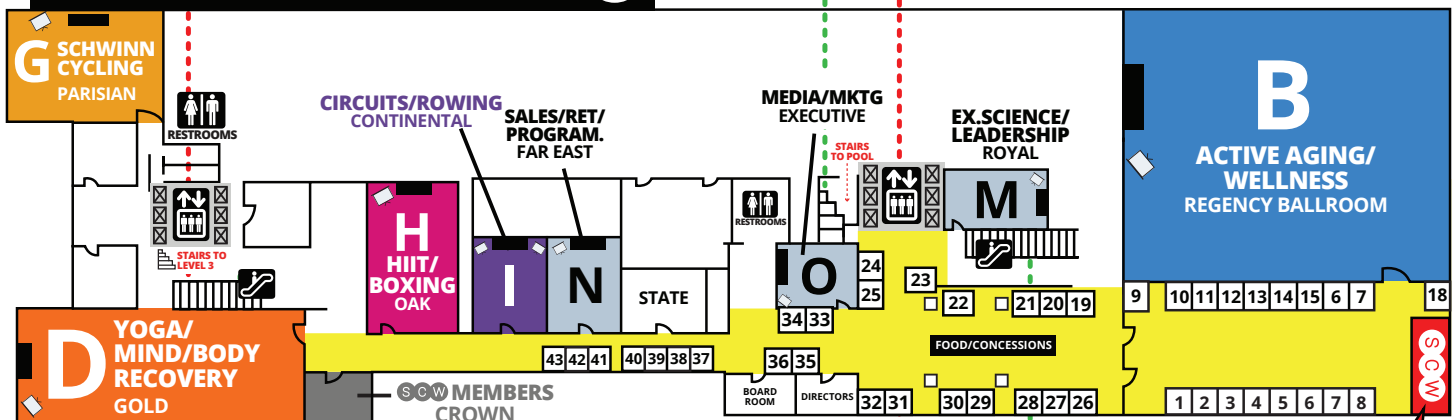 G
SCHWINN
CYCLING
PARISIAN
RESTROOMS
CIRCUITS/ROWING
CONTINENTAL
SALES/RET/
PROGRAM.
FAR EAST
MEDIA/MKTG
EXECUTIVE
STAIRS
TO POOL
EX.SCIENCE/
LEADERSHIP
ROYAL
B
ACTIVE AGING/
WELLNESS
REGENCY BALLROOM
STAIRS TO
LEVEL 3
H
HIIT/
BOXING
OAK
I
N
STATE
RESTROOMS
O
M
24
25
23
22
21 20 19
34 33
9
10 11 12 13 14 15 6 7
18
D
YOGA/
MIND/BODY
RECOVERY
GOLD
43 42 41
40 39 38 37
36 35
FOOD/CONCESSIONS
SCW
SCW MEMBERS
CROWN
BOARD
ROOM
DIRECTORS
32 31
30 29
28 27 26
1 2 3 4 5 6 7 8